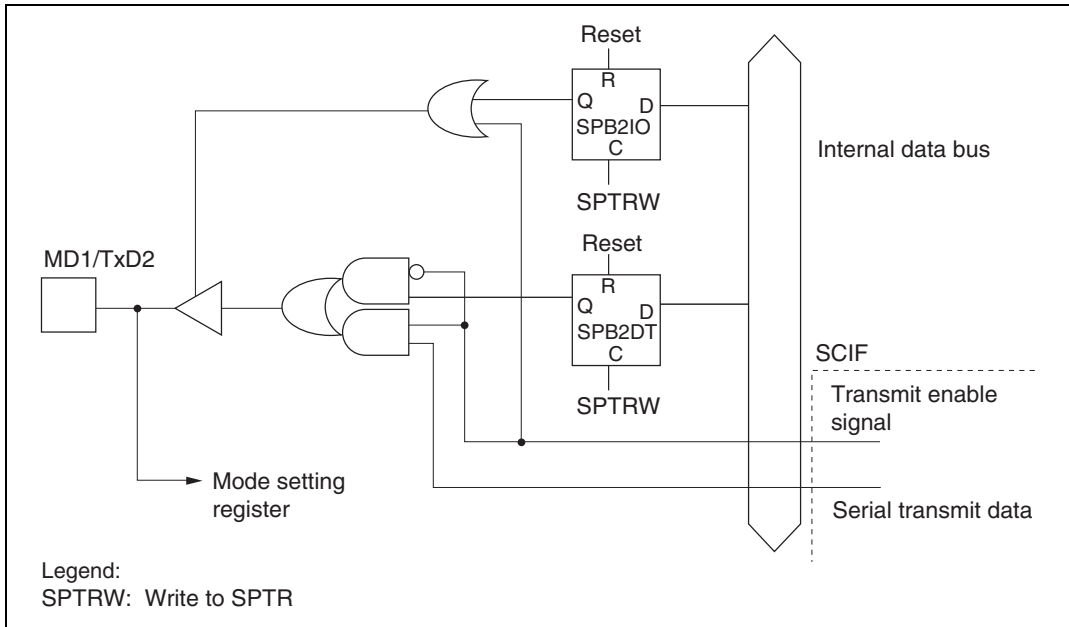 Reset
R
Q
D
SPB2IO
C
SPTRW
Internal data bus
Reset
MD1/TxD2
R
Q
D
SPB2DT
C
SPTRW
SCIF
Transmit enable
signal
Mode setting
register
Serial transmit data
Legend:
SPTRW: Write to SPTR